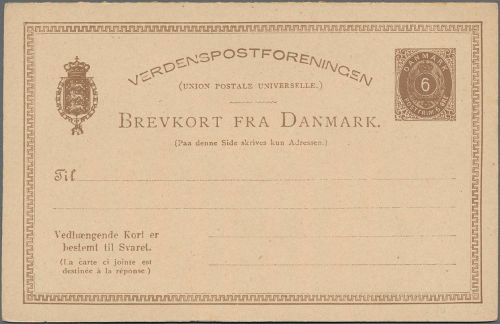 VERDENSPOSTFORENINGEN
(UNION POSTALE UNIVERSELLE.)
BREVKORT FRA DANMARK.
(Paa denne Side skrives kun Adressen.)
DANMARK
6
Til
Vedhængende Kort er
bestemt til Svaret.
(La carte ci jointe est
destinée à la réponse)